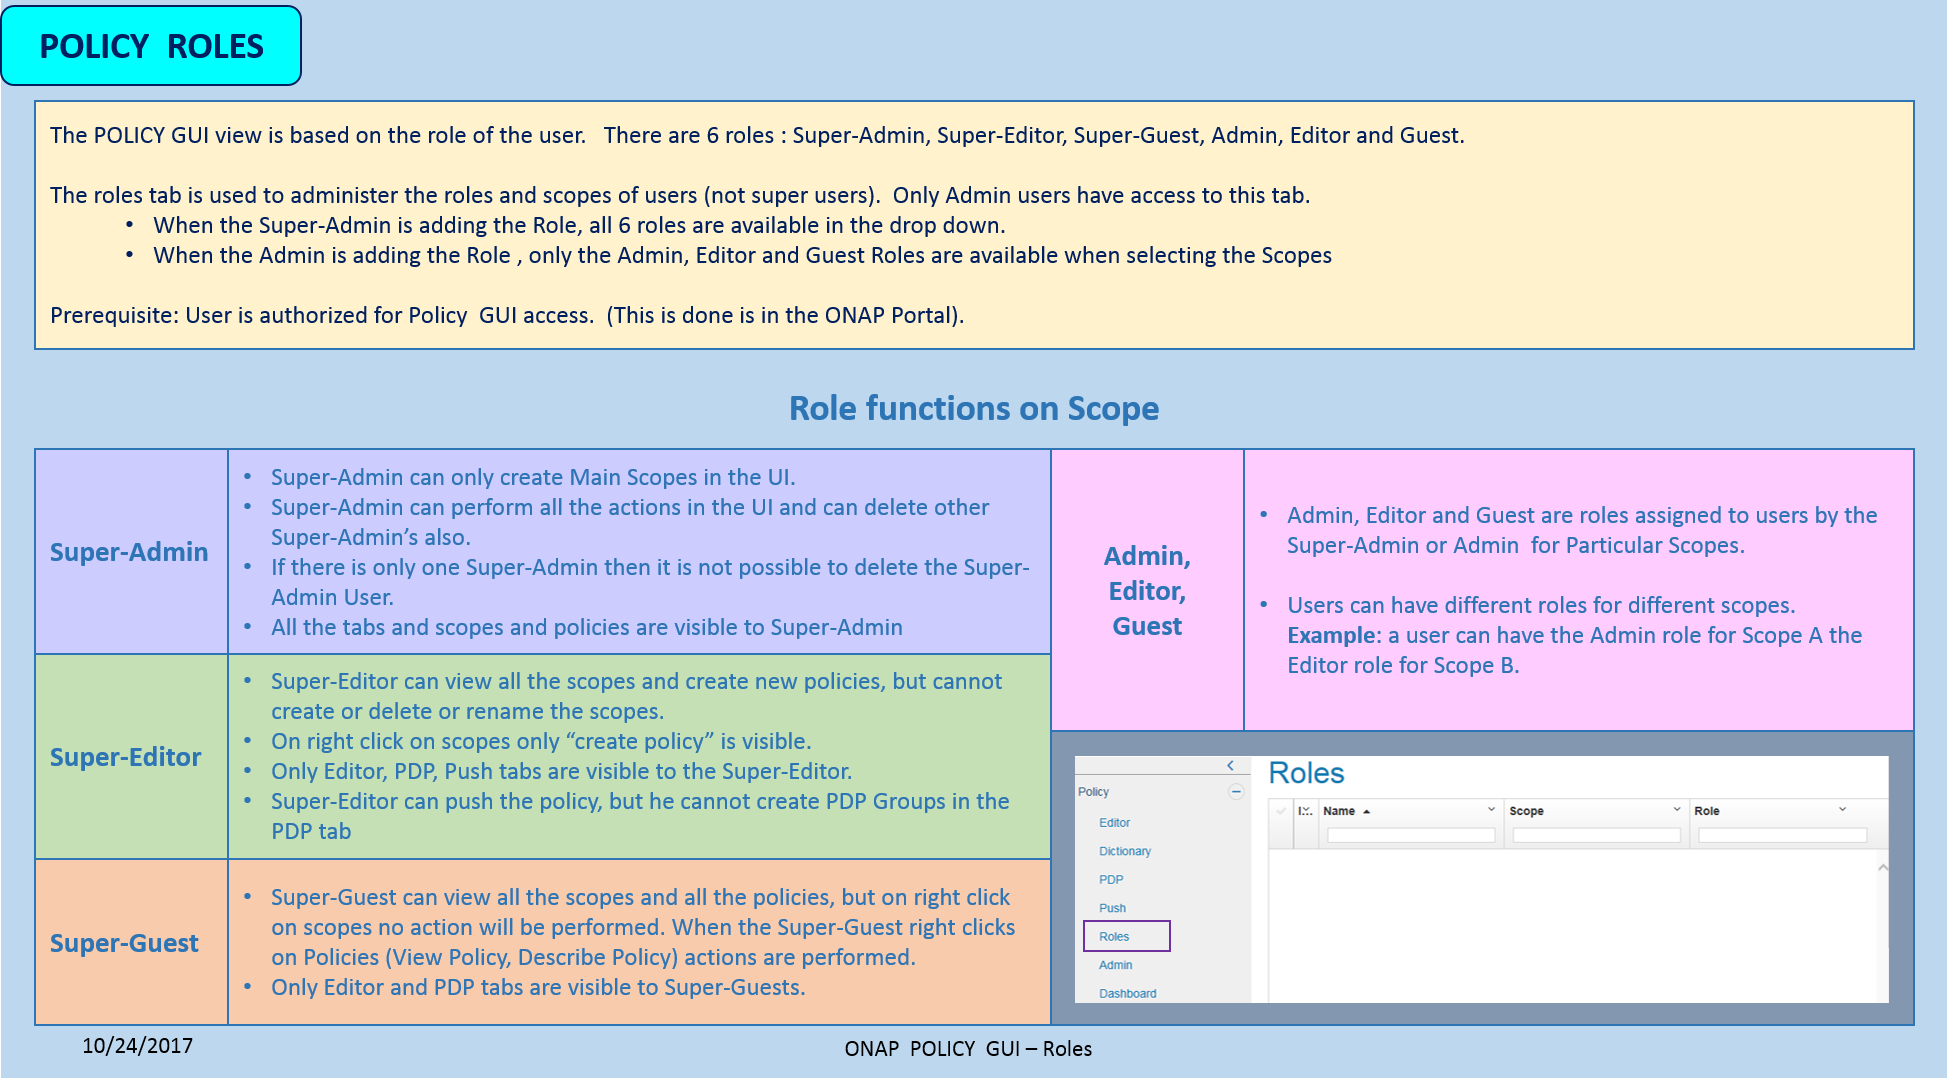 POLICY  ROLES
The POLICY GUI view is based on the role of the user.   There are 6 roles : Super-Admin, Super-Editor, Super-Guest, Admin, Editor and Guest.
The roles tab is used to administer the roles and scopes of users (not super users).  Only Admin users have access to this tab.
• When the Super-Admin is adding the Role, all 6 roles are available in the drop down.
• When the Admin is adding the Role , only the Admin, Editor and Guest Roles are available when selecting the Scopes
Prerequisite: User is authorized for Policy  GUI access.  (This is done is in the ONAP Portal).
Role functions on Scope
Super-Admin
• Super-Admin can only create Main Scopes in the UI.
• Super-Admin can perform all the actions in the UI and can delete other
Super-Admin’s also.
• If there is only one Super-Admin then it is not possible to delete the Super-
Admin User.
• All the tabs and scopes and policies are visible to Super-Admin
Super-Editor
• Super-Editor can view all the scopes and create new policies, but cannot
create or delete or rename the scopes.
• On right click on scopes only “create policy” is visible.
• Only Editor, PDP, Push tabs are visible to the Super-Editor.
• Super-Editor can push the policy, but he cannot create PDP Groups in the
PDP tab
Super-Guest
• Super-Guest can view all the scopes and all the policies, but on right click
on scopes no action will be performed. When the Super-Guest right clicks
on Policies (View Policy, Describe Policy) actions are performed.
• Only Editor and PDP tabs are visible to Super-Guests.
Admin,
Editor,
Guest
• Admin, Editor and Guest are roles assigned to users by the
Super-Admin or Admin  for Particular Scopes.
• Users can have different roles for different scopes.
Example: a user can have the Admin role for Scope A the
Editor role for Scope B.
Policy
Editor
Dictionary
PDP
Push
Roles
Admin
Dashboard
Roles
I... Name Scope Role
10/24/2017
ONAP  POLICY  GUI – Roles